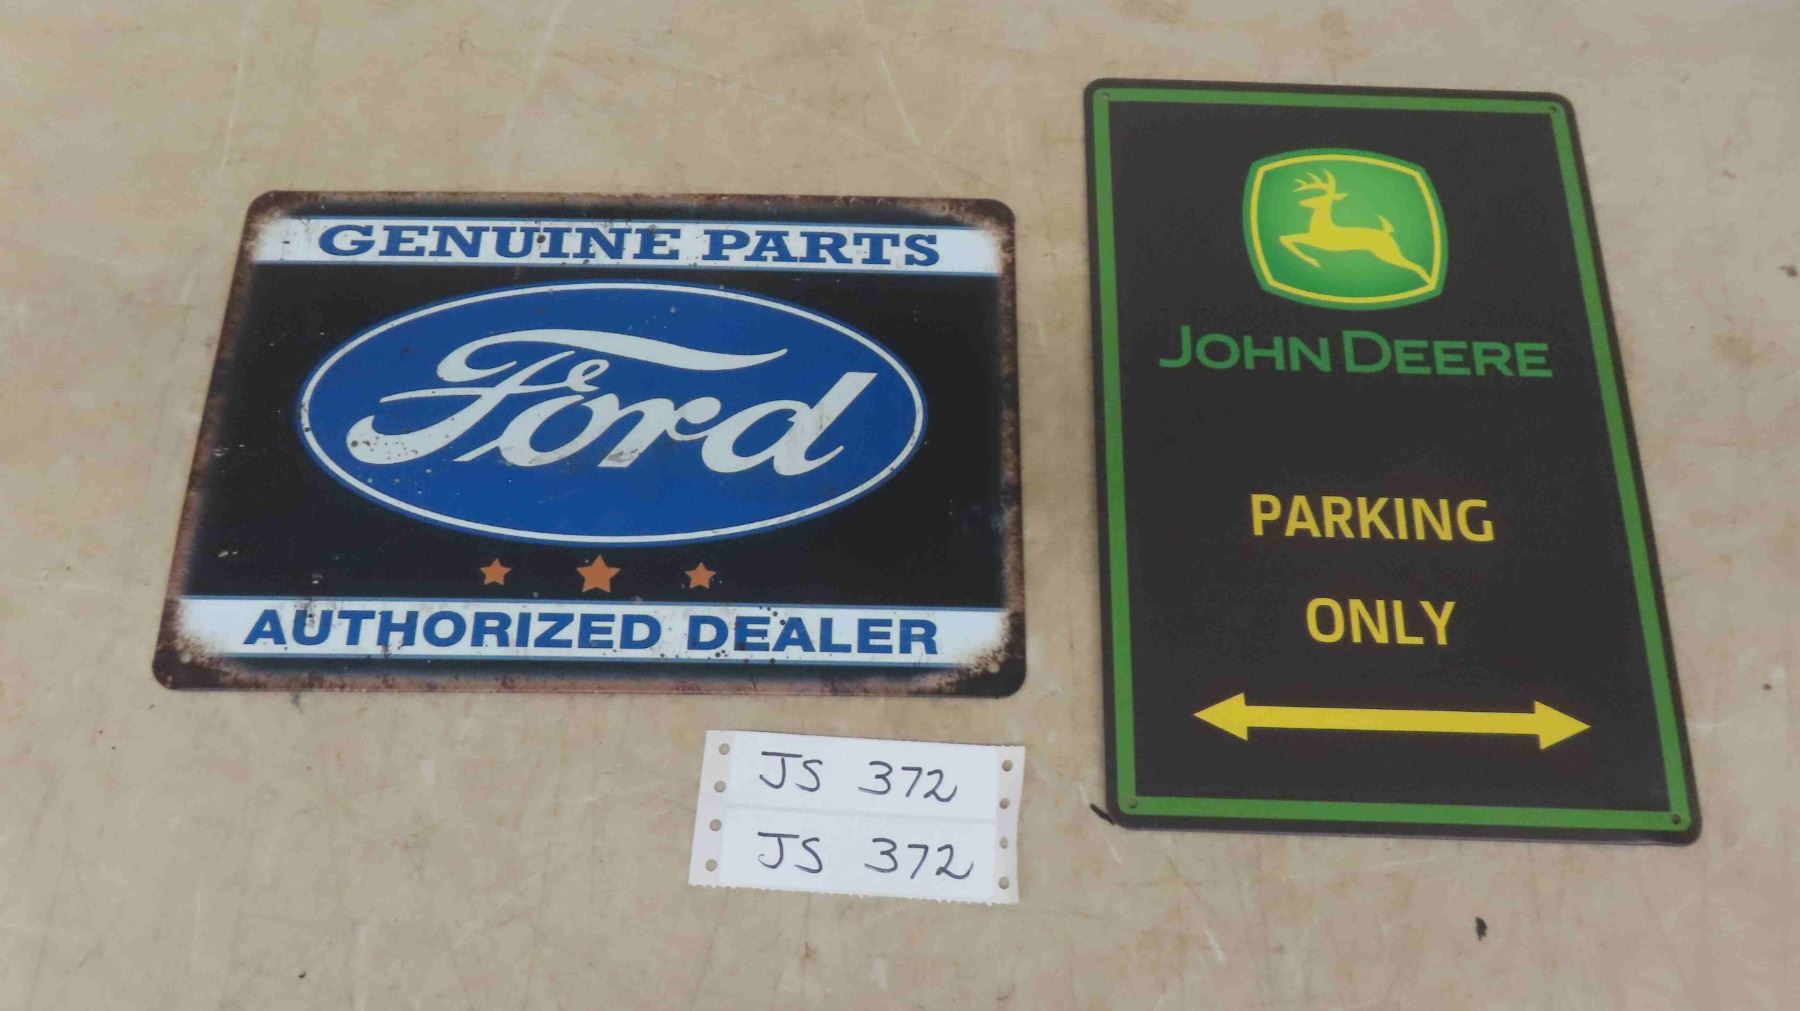 GENUINE PARTS
Ford
AUTHORIZED DEALER
JOHN DEERE
PARKING
ONLY
JS 372
JS 372